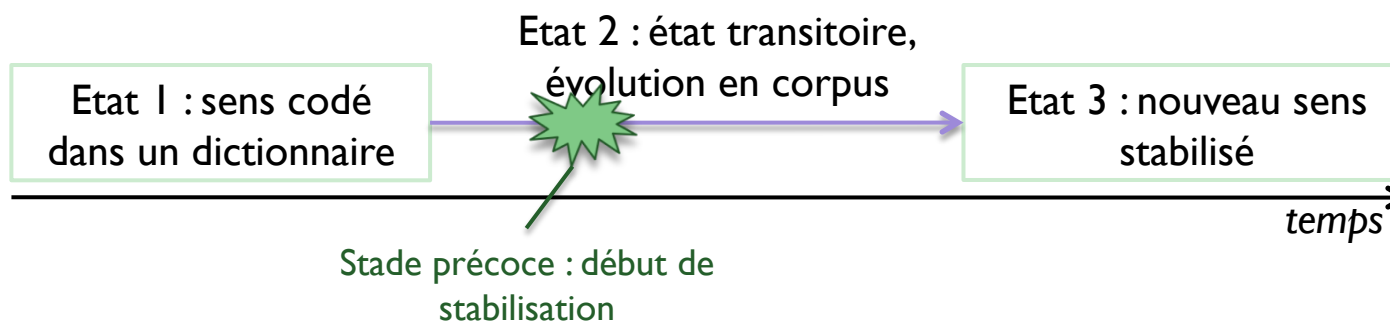 Etat 2 : état transitoire,
évolution en corpus
Etat 1 : sens codé
dans un dictionnaire
Etat 3 : nouveau sens
stabilisé
temps
Stade précoce : début de
stabilisation